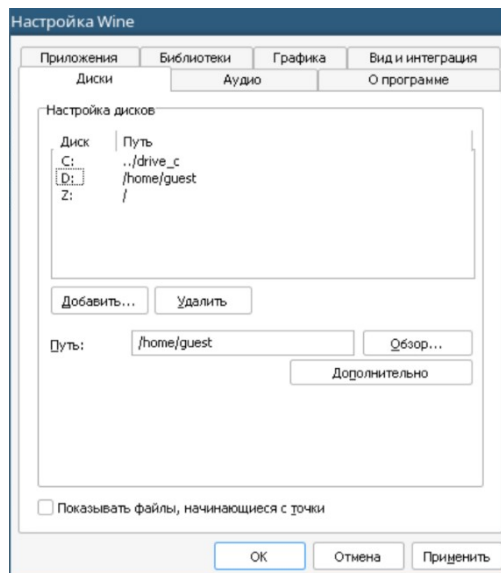 Настройка Wine
Приложения Библиотеки Графика Вид и интеграция
Диски Аудио О программе
Настройка дисков
Диск Путь
C: ../drive_c
D: /home/guest
Z: /
Добавить... Удалить
Путь: /home/guest Обзор...
Дополнительно
Показывать файлы, начинающиеся с точки
ОК Отмена Применить